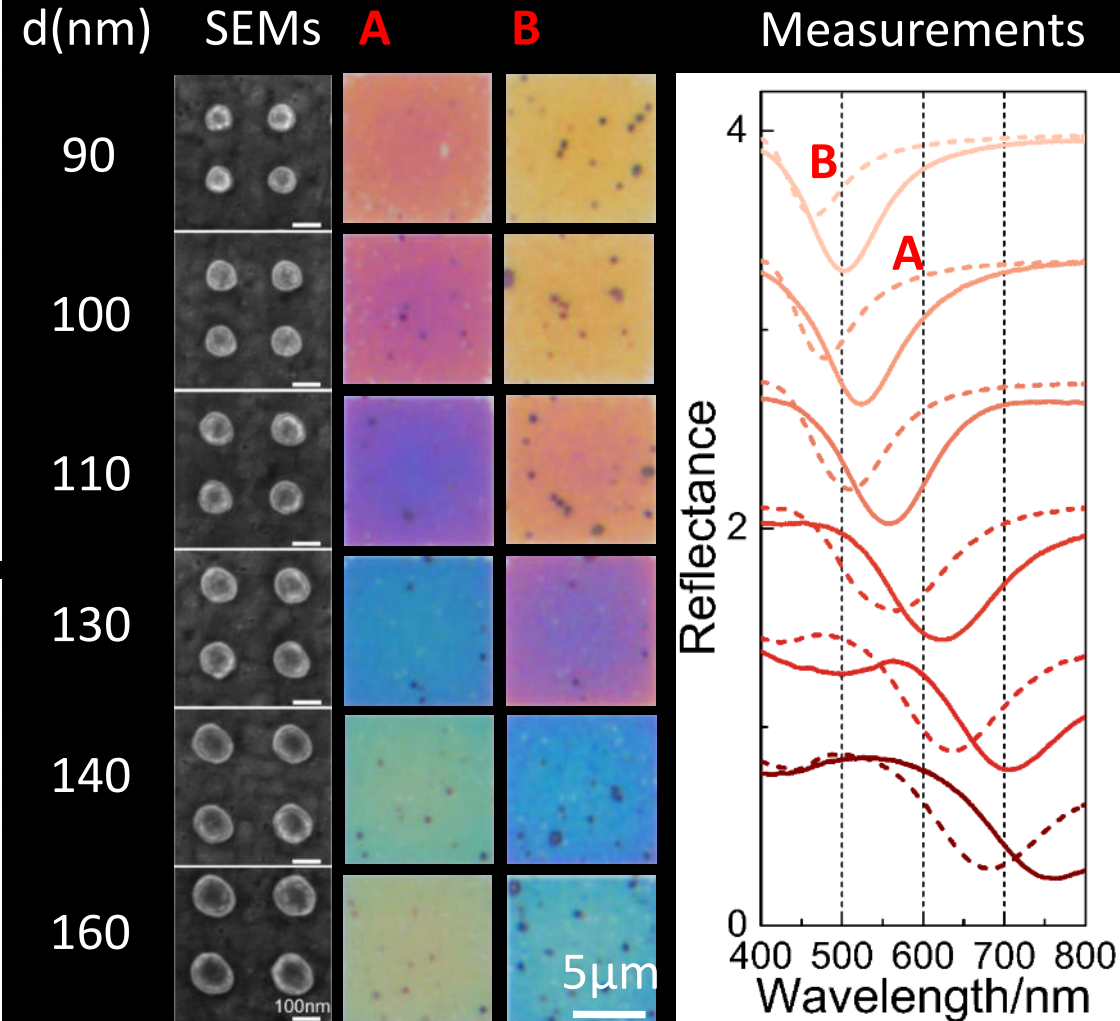 d(nm) SEMs A B Measurements
90
100
110
130
140
160
100nm
5μm
B
A
4
2
0
Reflectance
400 500 600 700 800
Wavelength/nm